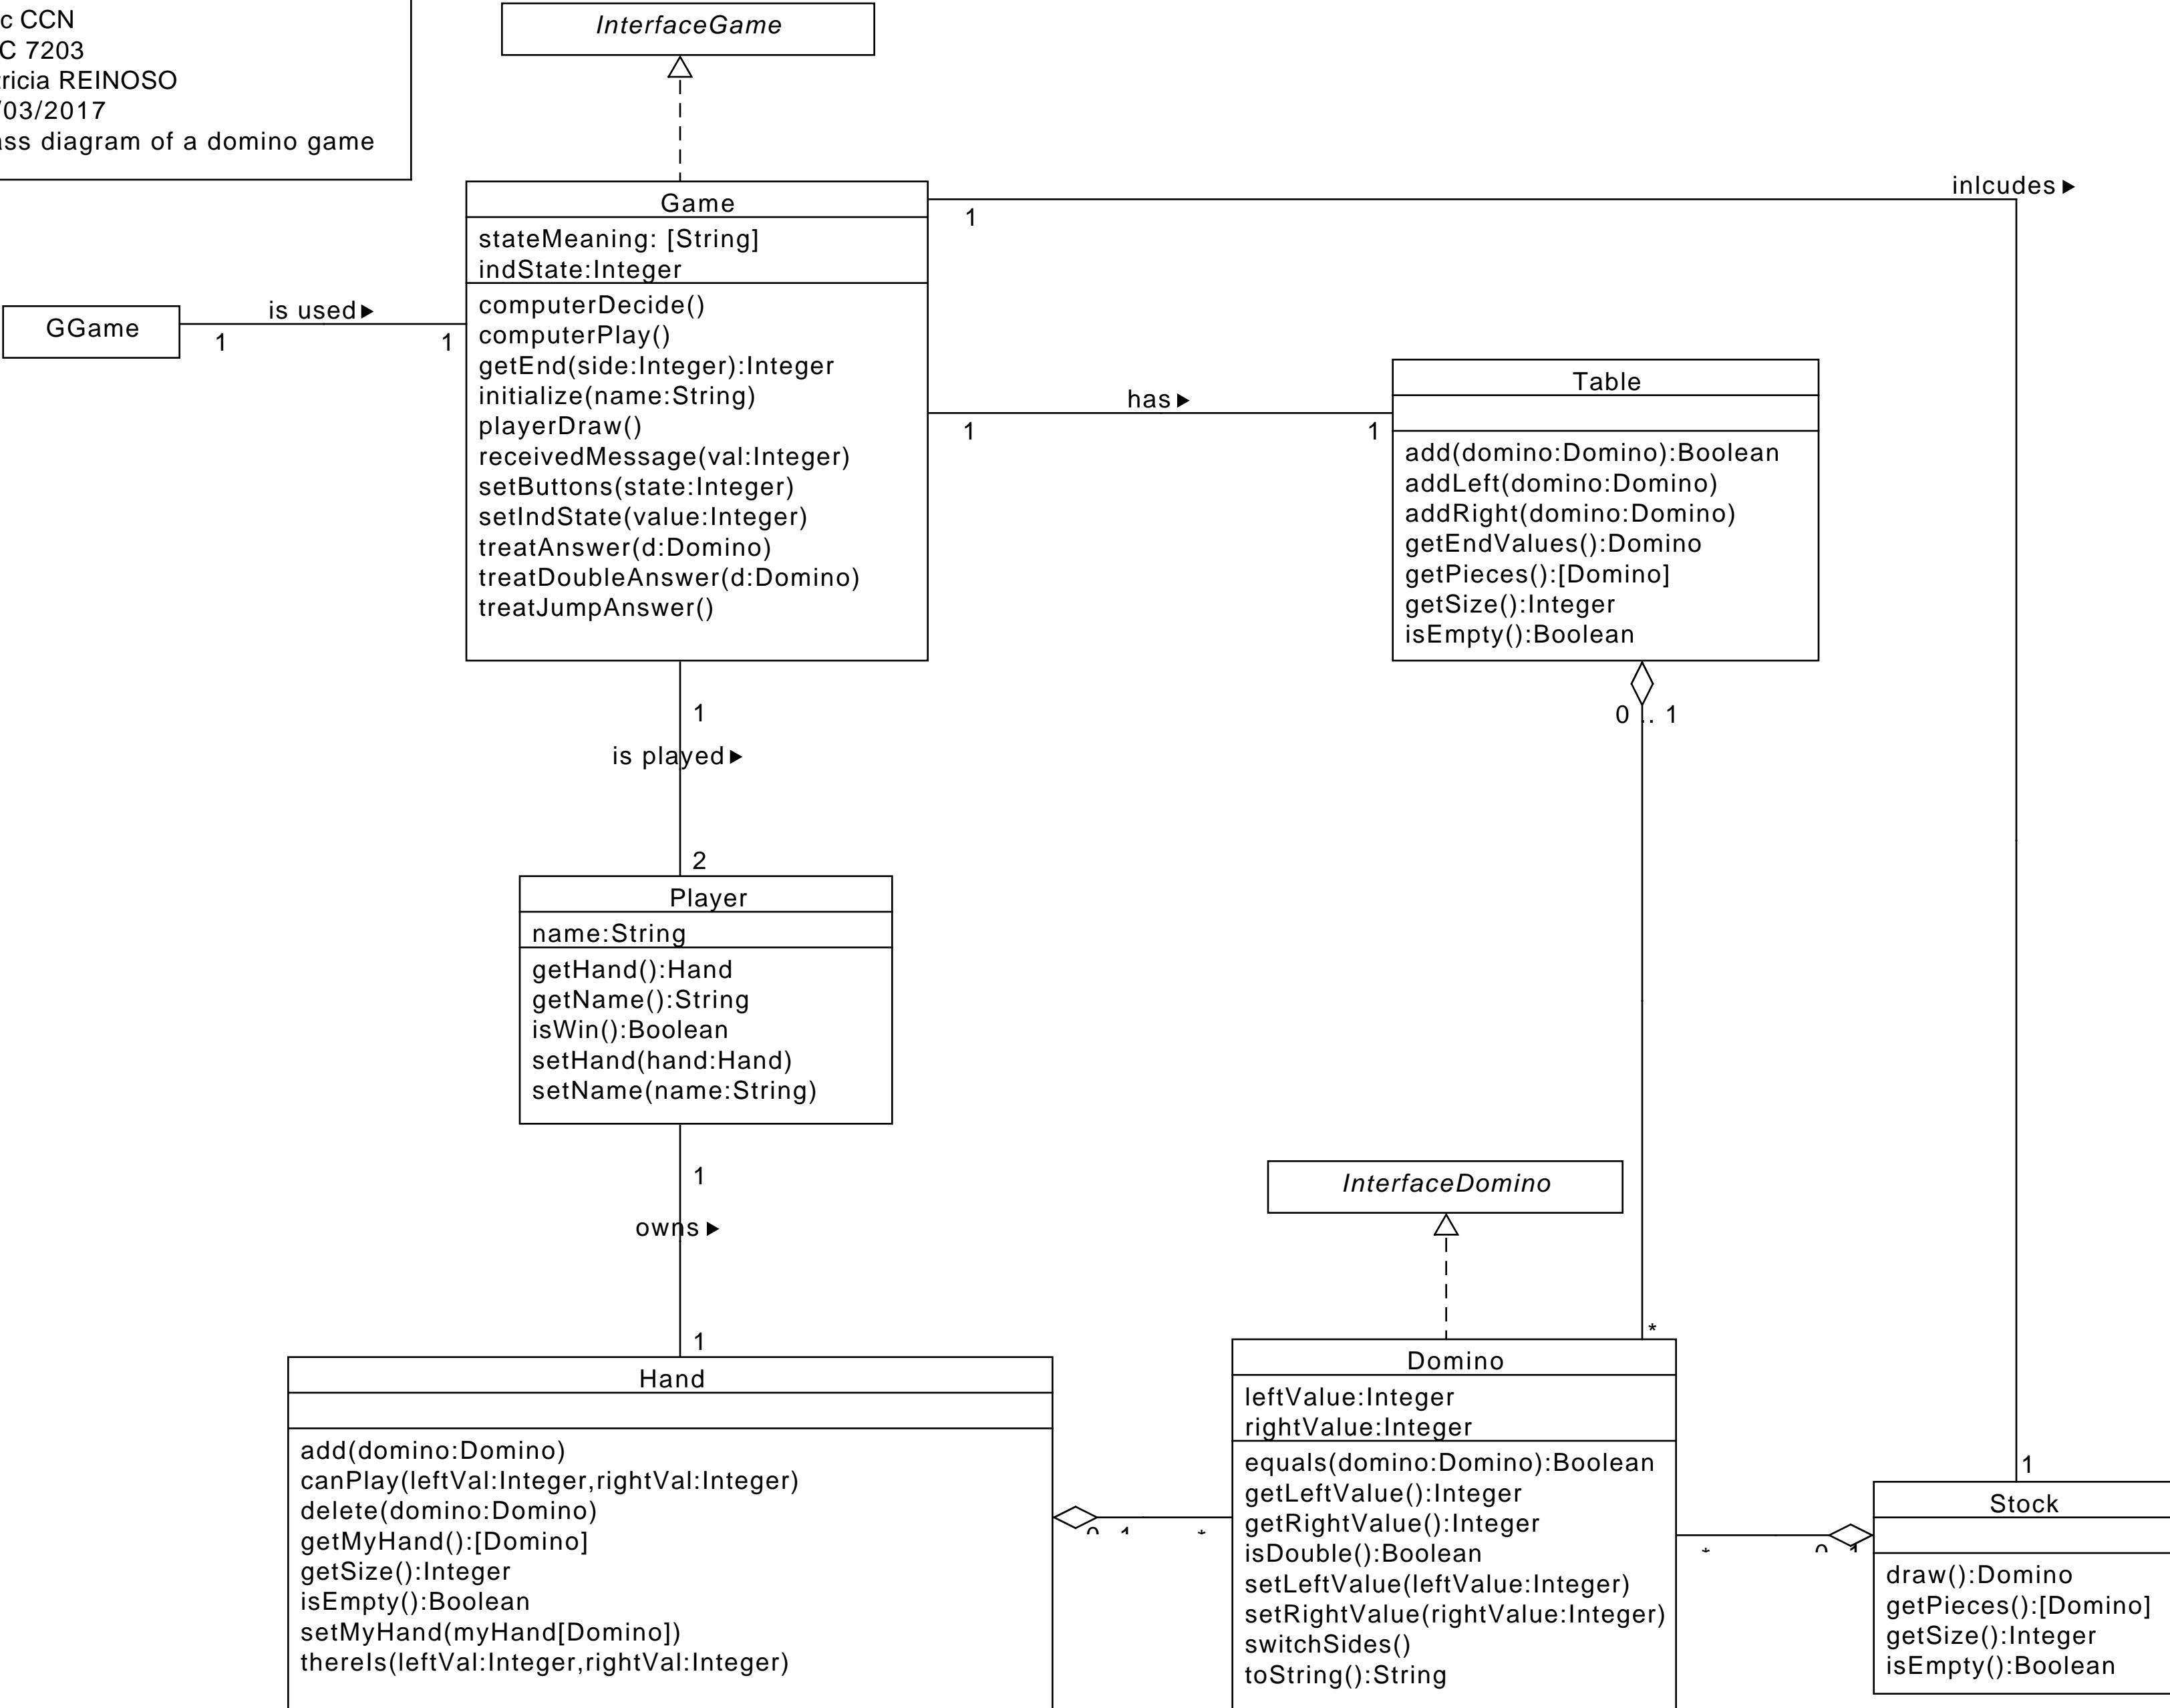 c CCN
C 7203
tricia REINOSO
/03/2017
ass diagram of a domino game
InterfaceGame
inlcudes
Game
1
stateMeaning: [String]
indState:Integer
computerDecide()
computerPlay()
getEnd(side:Integer):Integer
initialize(name:String)
playerDraw()
receivedMessage(val:Integer)
setButtons(state:Integer)
setIndState(value:Integer)
treatAnswer(d:Domino)
treatDoubleAnswer(d:Domino)
treatJumpAnswer()
GGame
is used
1
1
has
1
1
Table
add(domino:Domino):Boolean
addLeft(domino:Domino)
addRight(domino:Domino)
getEndValues():Domino
getPieces():[Domino]
getSize():Integer
isEmpty():Boolean
0 .. 1
1
is played
2
Player
name:String
getHand():Hand
getName():String
isWin():Boolean
setHand(hand:Hand)
setName(name:String)
1
owns
1
InterfaceDomino
*
Hand
add(domino:Domino)
canPlay(leftVal:Integer,rightVal:Integer)
delete(domino:Domino)
getMyHand():[Domino]
getSize():Integer
isEmpty():Boolean
setMyHand(myHand[Domino])
thereIs(leftVal:Integer,rightVal:Integer)
*
Domino
leftValue:Integer
rightValue:Integer
equals(domino:Domino):Boolean
getLeftValue():Integer
getRightValue():Integer
isDouble():Boolean
setLeftValue(leftValue:Integer)
setRightValue(rightValue:Integer)
switchSides()
toString():String
*
1
Stock
draw():Domino
getPieces():[Domino]
getSize():Integer
isEmpty():Boolean